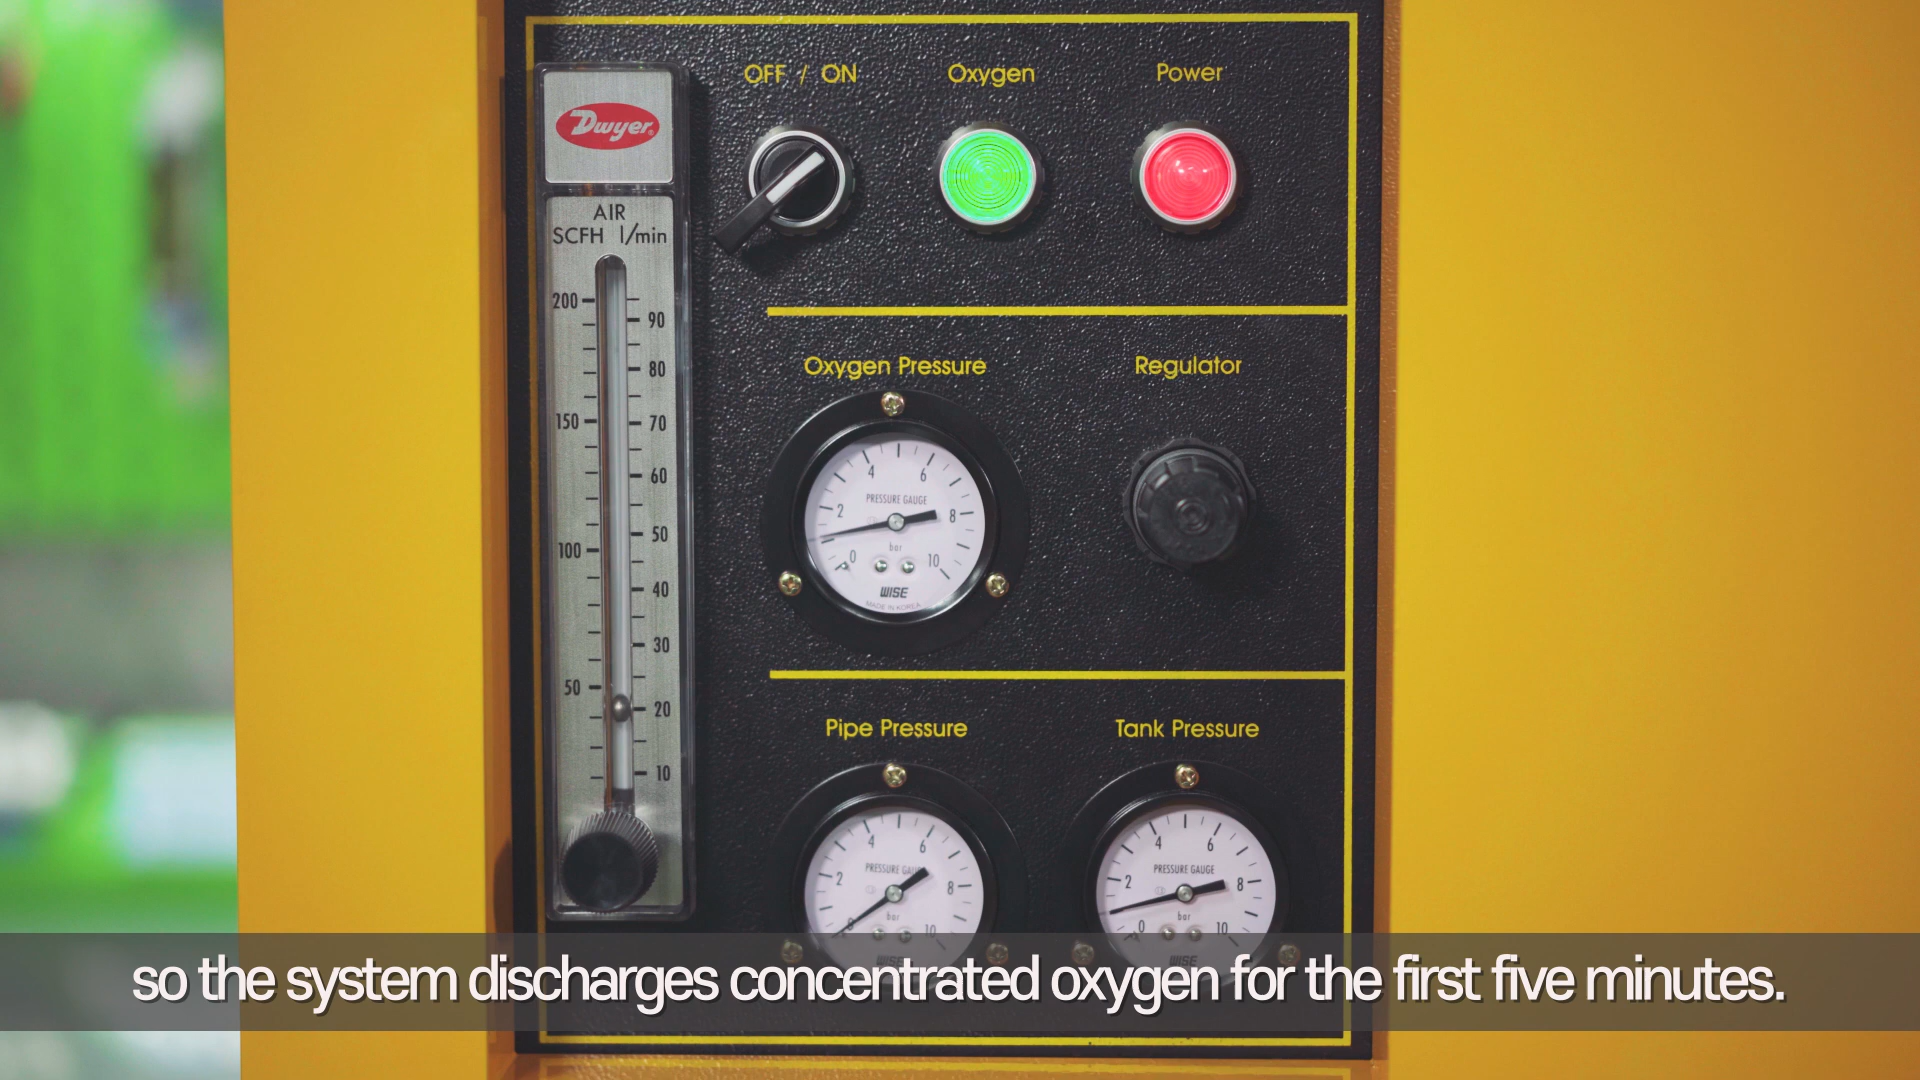 OFF / ON
Oxygen
Power
Dwyer
AIR
SCFH l/min
200
90
80
150
70
60
50
100
40
30
50
20
10
Oxygen Pressure
Regulator
4
6
PRESSURE GAUGE
2
8
bar
0
10
WISE
MADE IN KOREA
Pipe Pressure
Tank Pressure
4
6
PRESSURE GAUGE
2
8
bar
0
10
WISE
4
6
PRESSURE GAUGE
2
8
bar
0
10
WISE
so the system discharges concentrated oxygen for the first five minutes.